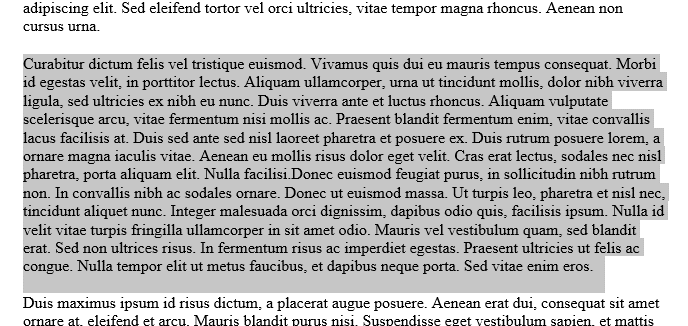 adipiscing elit. Sed eleifend tortor vel orci ultricies, vitae tempor magna rhoncus. Aenean non
cursus urna.
Curabitur dictum felis vel tristique euismod. Vivamus quis dui eu mauris tempus consequat. Morbi
id egestas velit, in porttitor lectus. Aliquam ullamcorper, urna ut tincidunt mollis, dolor nibh viverra
ligula, sed ultricies ex nibh eu nunc. Duis viverra ante et luctus rhoncus. Aliquam vulputate
scelerisque arcu, vitae fermentum nisi mollis ac. Praesent blandit fermentum enim, vitae convallis
lacus facilisis at. Duis sed ante sed nisl laoreet pharetra et posuere ex. Duis rutrum posuere lorem, a
ornare magna iaculis vitae. Aenean eu mollis risus dolor eget velit. Cras erat lectus, sodales nec nisl
pharetra, porta aliquam elit. Nulla facilisi.Donec euismod feugiat purus, in sollicitudin nibh rutrum
non. In convallis nibh ac sodales ornare. Donec ut euismod massa. Ut turpis leo, pharetra et nisl nec,
tincidunt aliquet nunc. Integer malesuada orci dignissim, dapibus odio quis, facilisis ipsum. Nulla id
velit vitae turpis fringilla ullamcorper in sit amet odio. Mauris vel vestibulum quam, sed blandit
erat. Sed non ultrices risus. In fermentum risus ac imperdiet egestas. Praesent ultricies ut felis ac
congue. Nulla tempor elit ut metus faucibus, et dapibus neque porta. Sed vitae enim eros.
Duis maximus ipsum id risus dictum, a placerat augue posuere. Aenean erat dui, consequat sit amet
ornare at, eleifend et arcu. Mauris blandit purus nisi. Suspendisse eget vestibulum sapien, et mattis